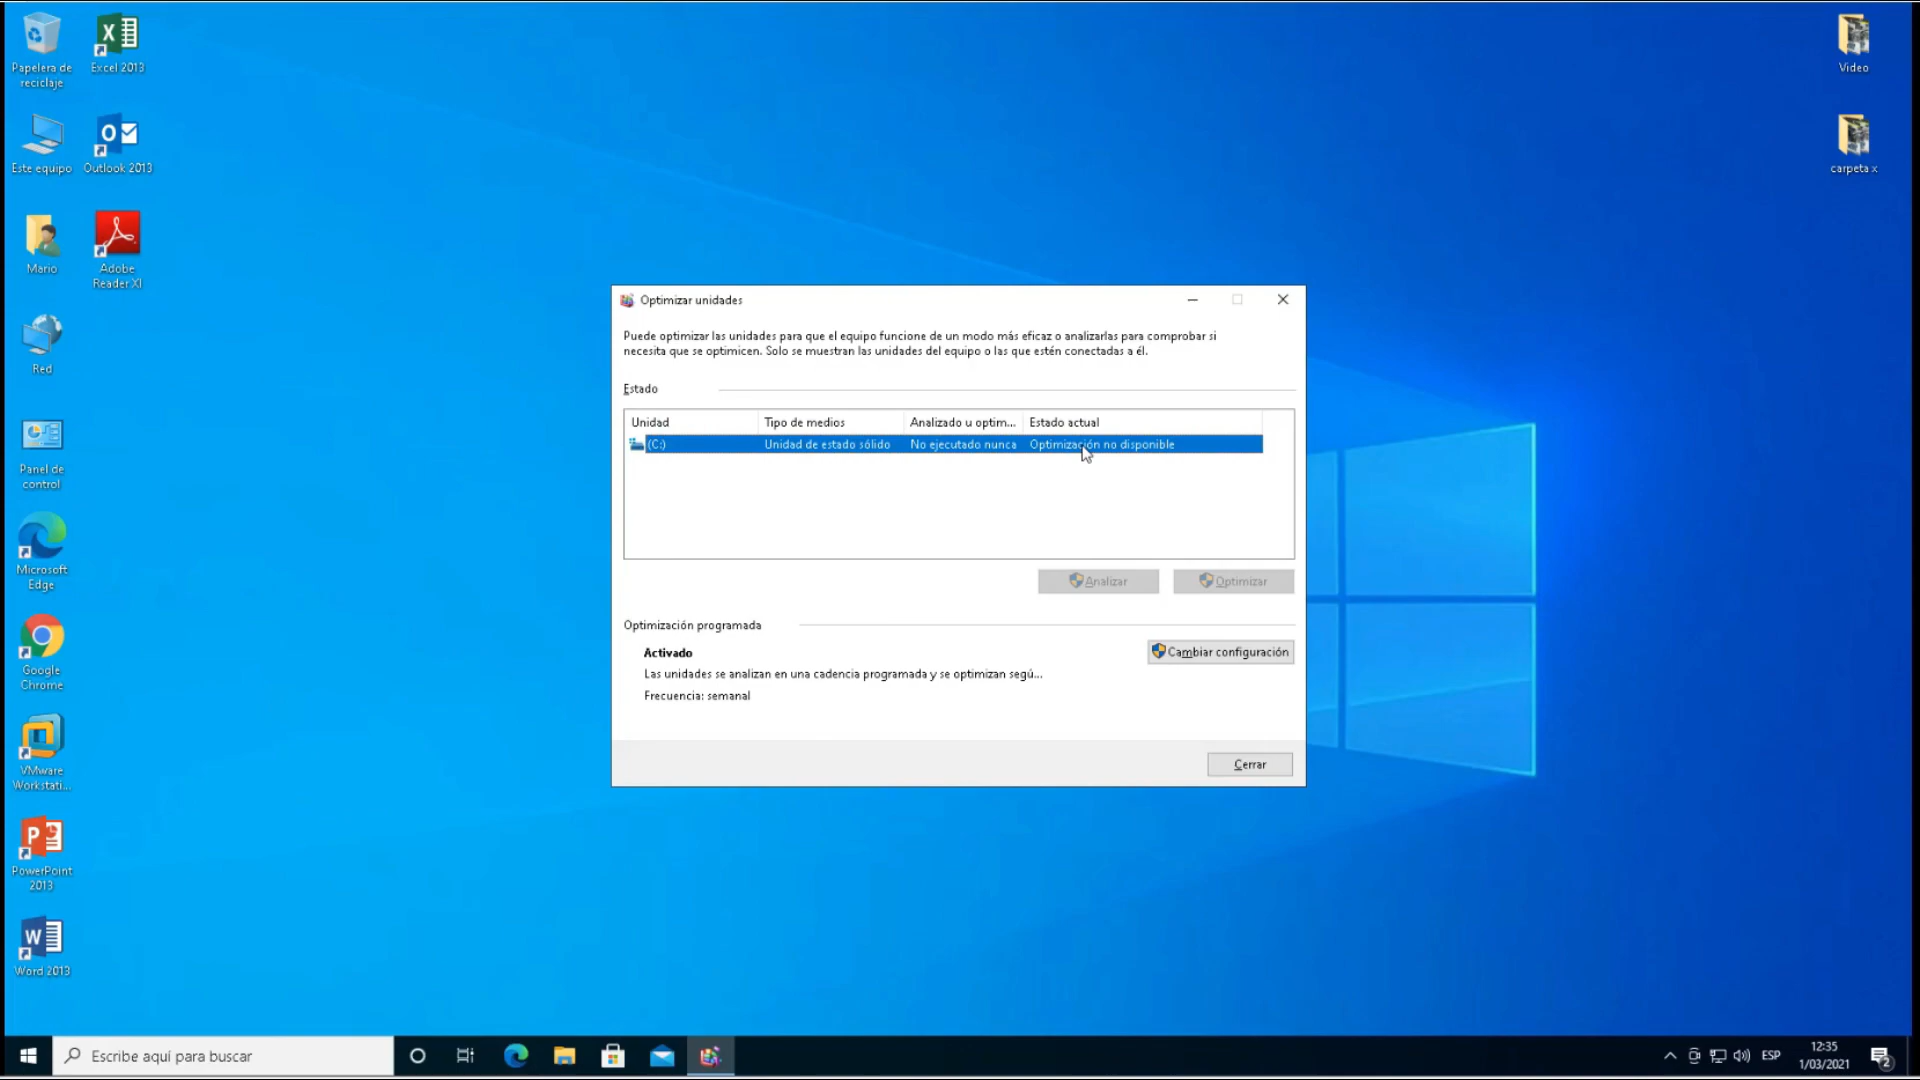 Papelera de
reciclaje
Excel 2013
Este equipo
Outlook 2013
Mario
Adobe
Reader XI
Red
Panel de
control
Microsoft
Edge
Google
Chrome
VMware
Workstati...
PowerPoint
2013
Word 2013
Video
carpeta x
Optimizar unidades
Puede optimizar las unidades para que el equipo funcione de un modo más eficaz o analizarlas para comprobar si
necesita que se optimicen. Solo se muestran las unidades del equipo o las que estén conectadas a él.
Estado
Unidad Tipo de medios Analizado u optim... Estado actual
(C:) Unidad de estado sólido No ejecutado nunca Optimización no disponible
Analizar Optimizar
Optimización programada
Activado
Cambiar configuración
Las unidades se analizan en una cadencia programada y se optimizan segú...
Frecuencia: semanal
Cerrar
Escribe aquí para buscar
ESP
12:35
1/03/2021
2